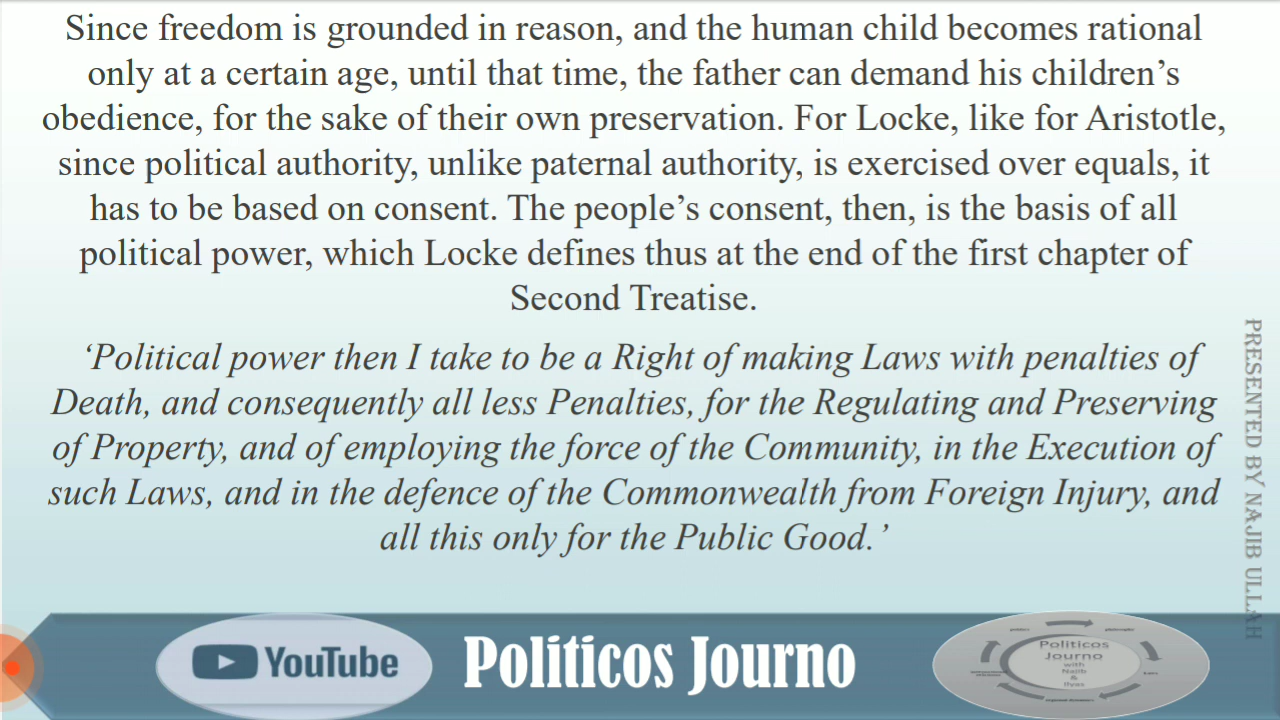 Since freedom is grounded in reason, and the human child becomes rational
only at a certain age, until that time, the father can demand his children’s
obedience, for the sake of their own preservation. For Locke, like for Aristotle,
since political authority, unlike paternal authority, is exercised over equals, it
has to be based on consent. The people’s consent, then, is the basis of all
political power, which Locke defines thus at the end of the first chapter of
Second Treatise.
‘Political power then I take to be a Right of making Laws with penalties of
Death, and consequently all less Penalties, for the Regulating and Preserving
of Property, and of employing the force of the Community, in the Execution of
such Laws, and in the defence of the Commonwealth from Foreign Injury, and
all this only for the Public Good.’
PRESENTED BY NAJIB ULLAH
YouTube
Politicos Journo
Politicos
Journo
with
Najib
&
Ilyas